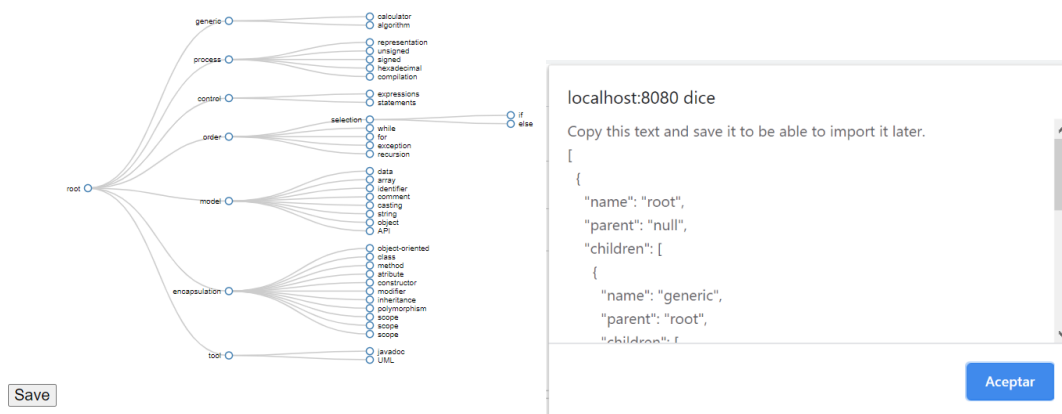 root
generic
calculator
algorithm
process
representation
unsigned
signed
hexadecimal
compilation
control
expressions
statements
order
selection
if
else
while
for
exception
recursion
model
data
array
identifier
comment
casting
string
object
API
encapsulation
object-oriented
class
method
atribute
constructor
modifier
inheritance
polymorphism
scope
scope
scope
tool
javadoc
UML
Save
localhost:8080 dice
Copy this text and save it to be able to import it later.
[
{
"name": "root",
"parent": "null",
"children": [
{
"name": "generic",
"parent": "root",
"children": [
Aceptar